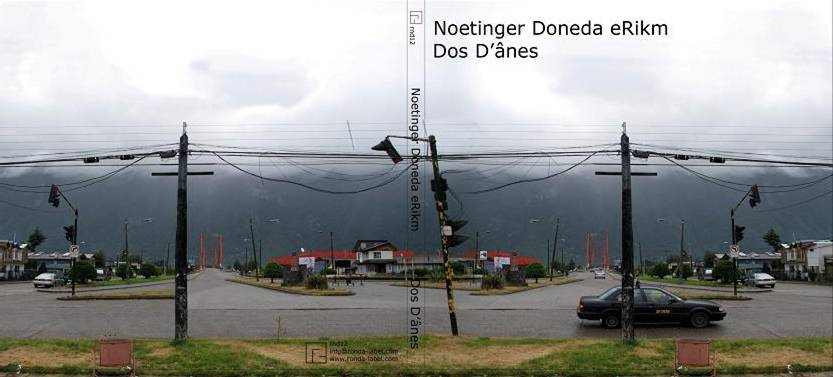 Noetinger Doneda eRikm
Dos D'ânes
rnd12
Noetinger Doneda eRikm
Dos D'ânes
rnd12
info@ronda-label.com
www.ronda-label.com